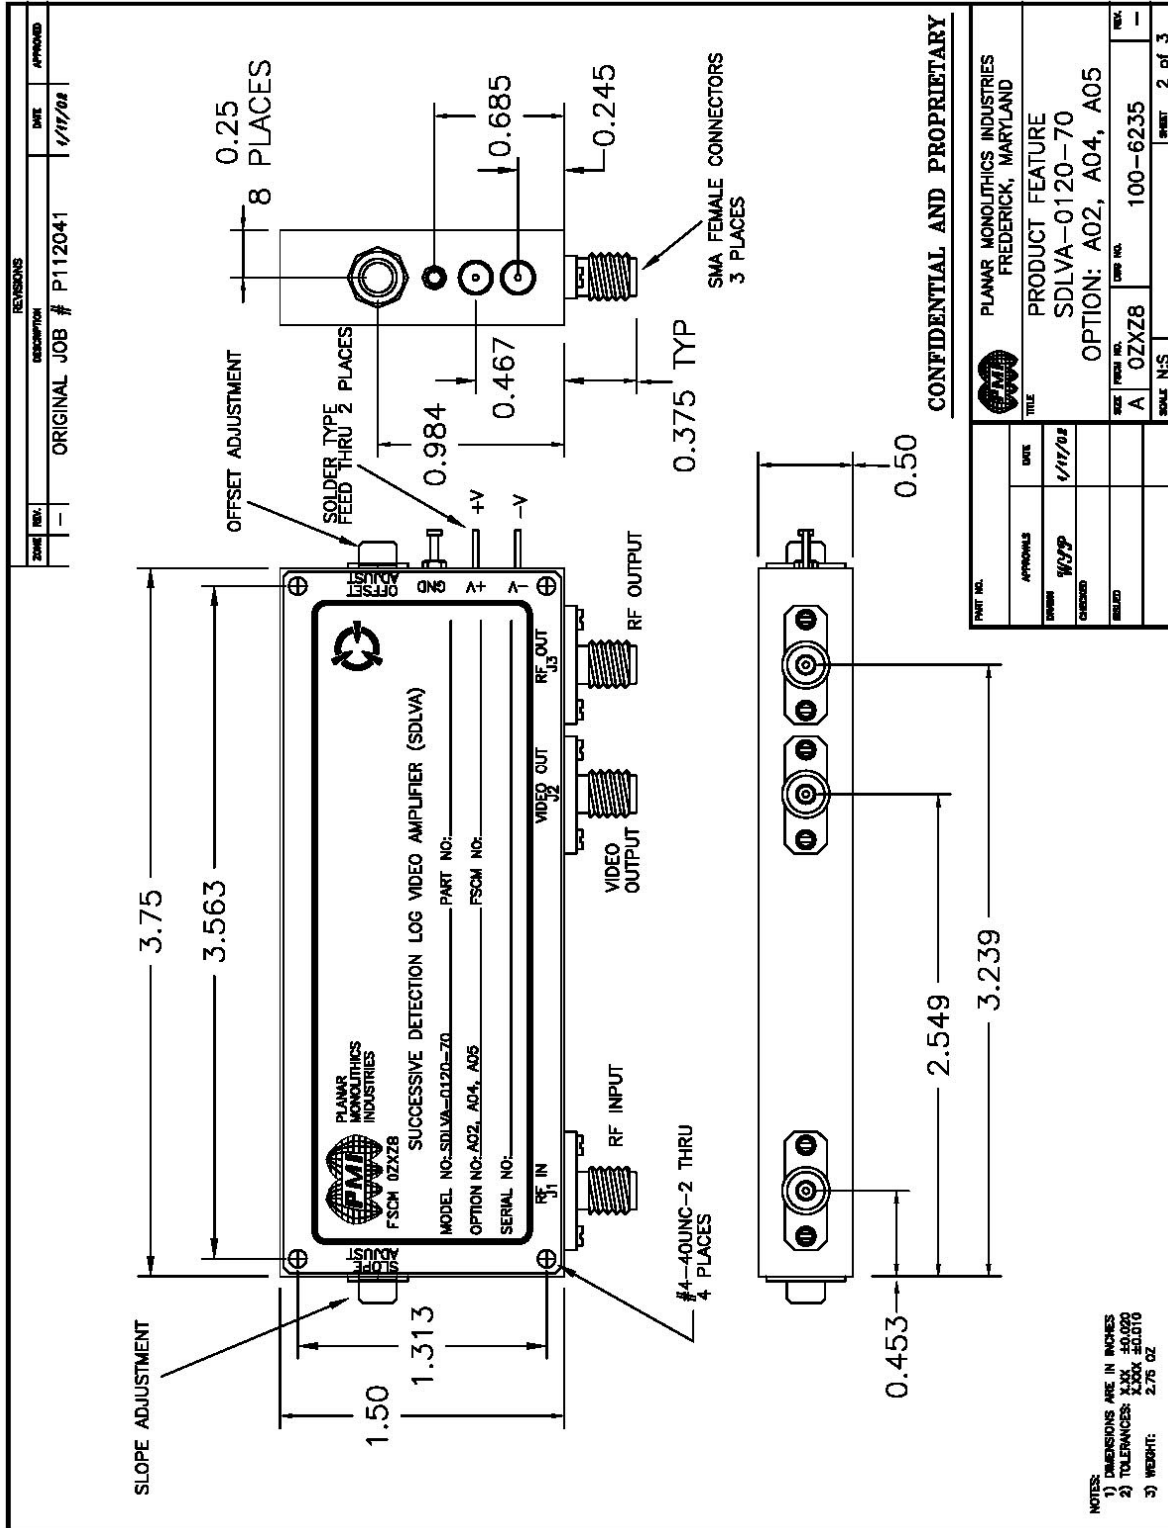 REVISIONS
ZONE REV. DESCRIPTION DATE APPROVED
— ORIGINAL JOB # P112041 1/17/02
SLOPE ADJUSTMENT
3.75
3.563
OFFSET ADJUSTMENT
SOLDER TYPE
FEED THRU 2 PLACES
0.25
8 PLACES
1.50
1.313
SLOPE
ADJUST
OFFSET
ADJUST
GND
+V
-V
+V
-V
PMI
PLANAR
MONOLITHICS
INDUSTRIES
FSCM 0ZXZ8
SUCCESSIVE DETECTION LOG VIDEO AMPLIFIER (SDLVA)
MODEL NO: SDLVA-0120-70 PART NO:
OPTION NO: A02, A04, A05 FSCM NO:
SERIAL NO:
RF IN
J1
VIDEO OUT
J2
RF OUT
J3
RF INPUT
VIDEO
OUTPUT
RF OUTPUT
#4-40UNC-2 THRU
4 PLACES
0.984
0.467
0.685
0.245
0.375 TYP
SMA FEMALE CONNECTORS
3 PLACES
0.50
0.453
2.549
3.239
CONFIDENTIAL AND PROPRIETARY
NOTES:
1) DIMENSIONS ARE IN INCHES
2) TOLERANCES: X.XX ±0.020
X.XXX ±0.010
3) WEIGHT: 2.75 OZ
PART NO.
APPROVALS DATE
DRAWN 1/17/02
CHECKED
ISSUED
PMI
PLANAR MONOLITHICS INDUSTRIES
FREDERICK, MARYLAND
TITLE
PRODUCT FEATURE
SDLVA-0120-70
OPTION: A02, A04, A05
SIZE FSCM NO. DWG NO. REV.
A 0ZXZ8 100-6235 —
SCALE N:S SHEET 2 of 3